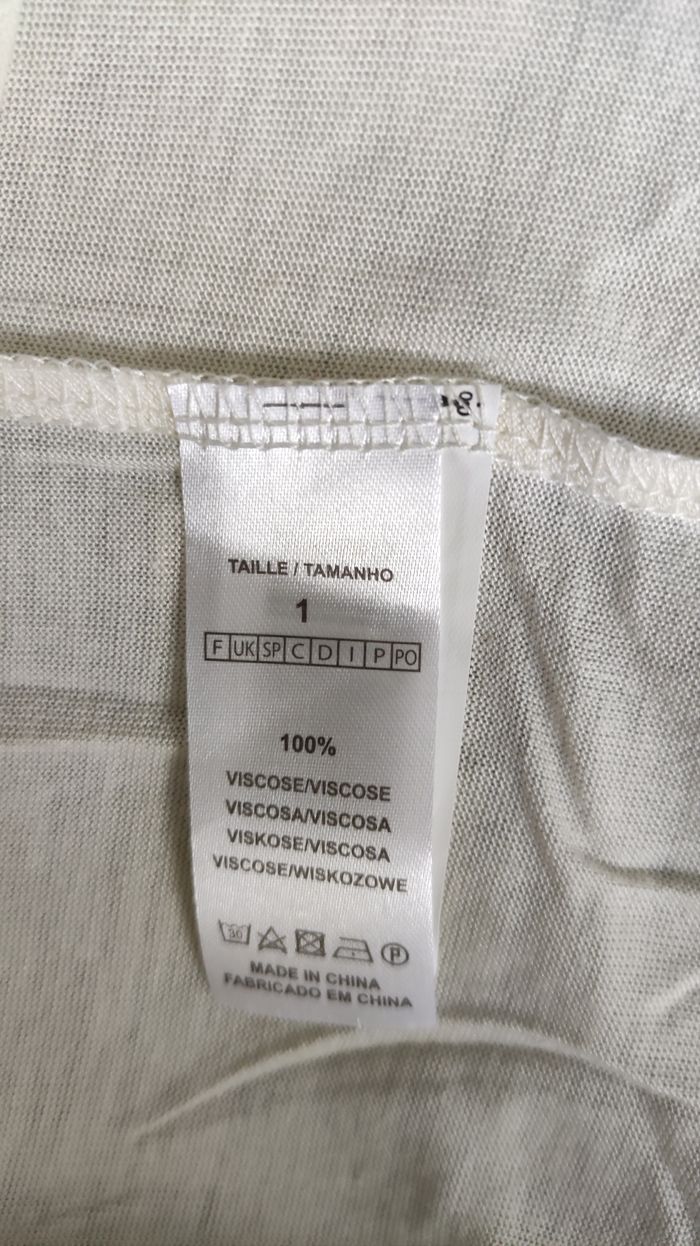 TAILLE / TAMANHO
1
F UK SP C D I P PO
100%
VISCOSE/VISCOSE
VISCOSA/VISCOSA
VISKOSE/VISCOSA
VISCOSE/WISKOZOWE
30 P
MADE IN CHINA
FABRICADO EM CHINA